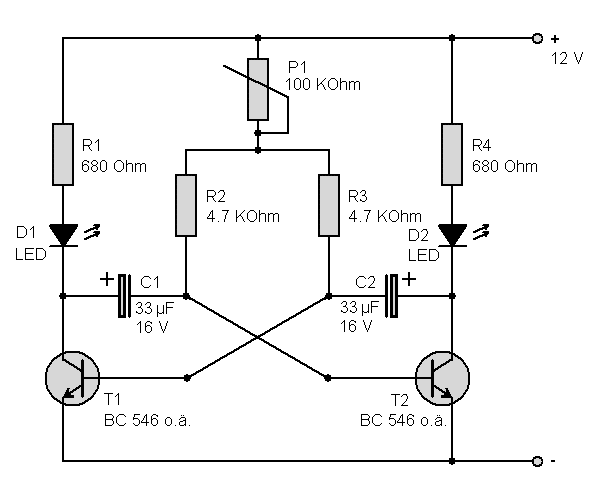 +
12 V
P1
100 KOhm
R1
680 Ohm
R4
680 Ohm
R2
4.7 KOhm
R3
4.7 KOhm
D1
LED
D2
LED
+
C1
33 µF
16 V
C2
+
33 µF
16 V
T1
BC 546 o.ä.
T2
BC 546 o.ä.
-